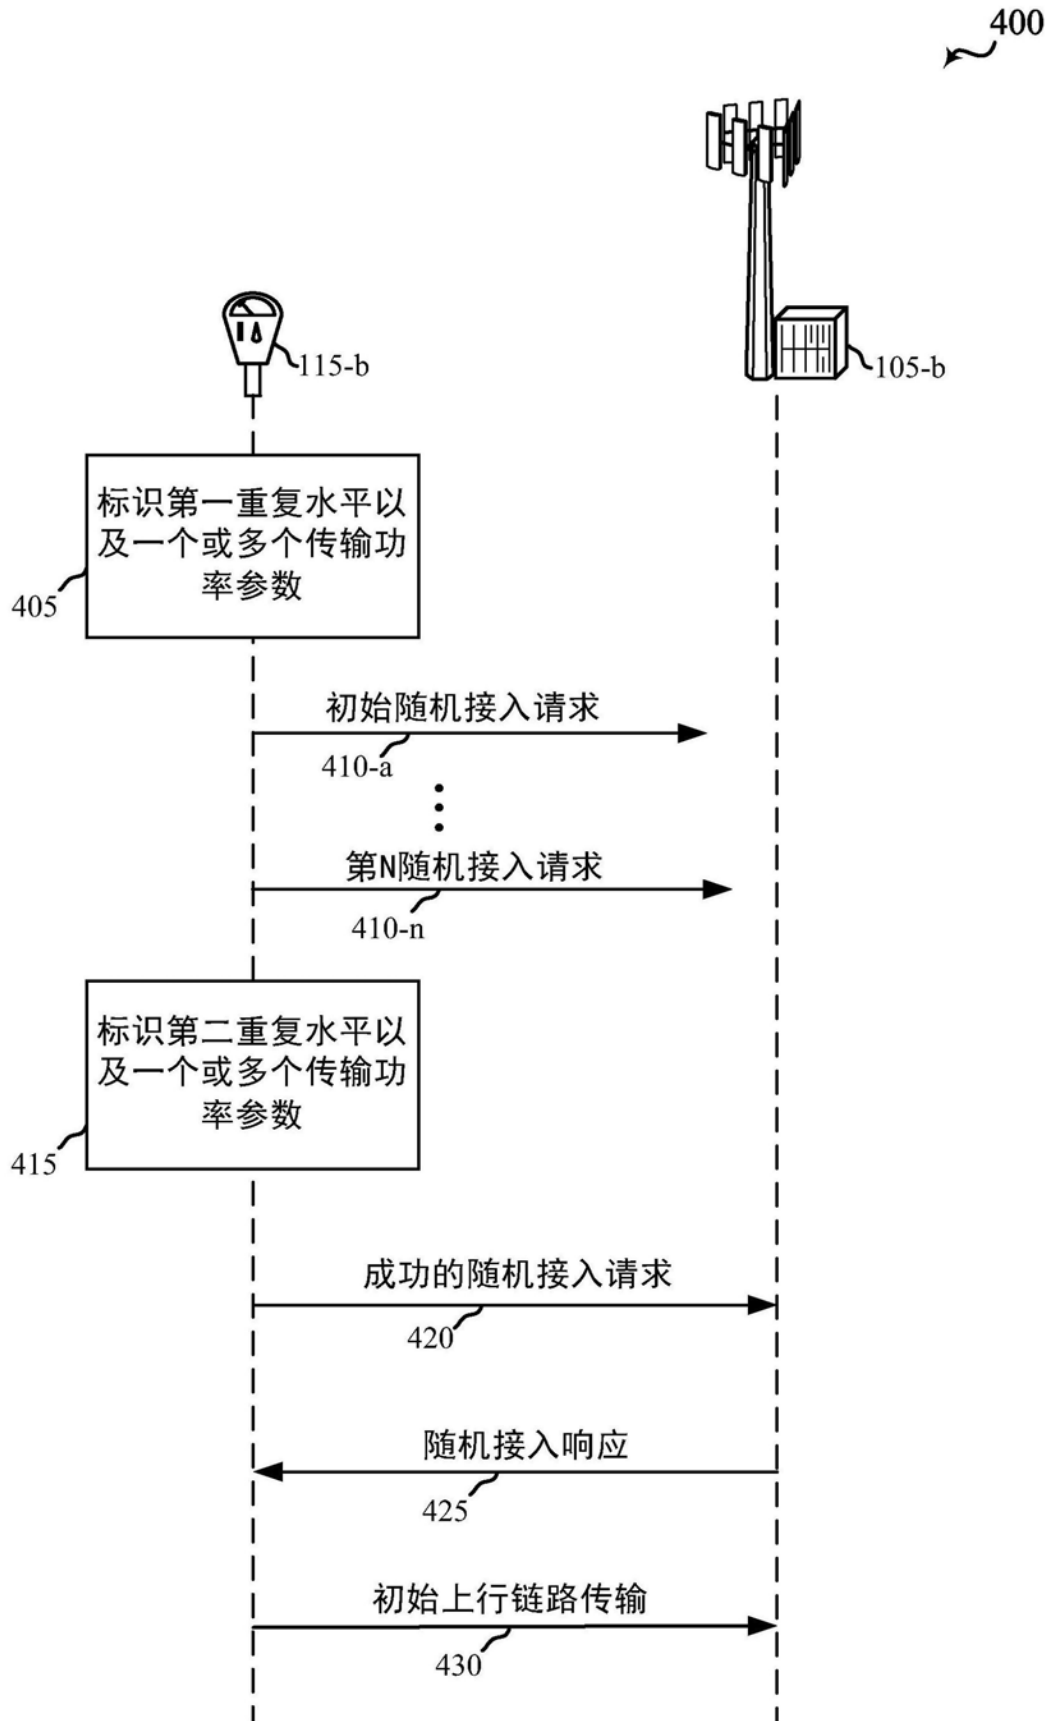 400
115-b
105-b
标识第一重复水平以
及一个或多个传输功
率参数
405
初始随机接入请求
410-a
第N随机接入请求
410-n
标识第二重复水平以
及一个或多个传输功
率参数
415
成功的随机接入请求
420
随机接入响应
425
初始上行链路传输
430